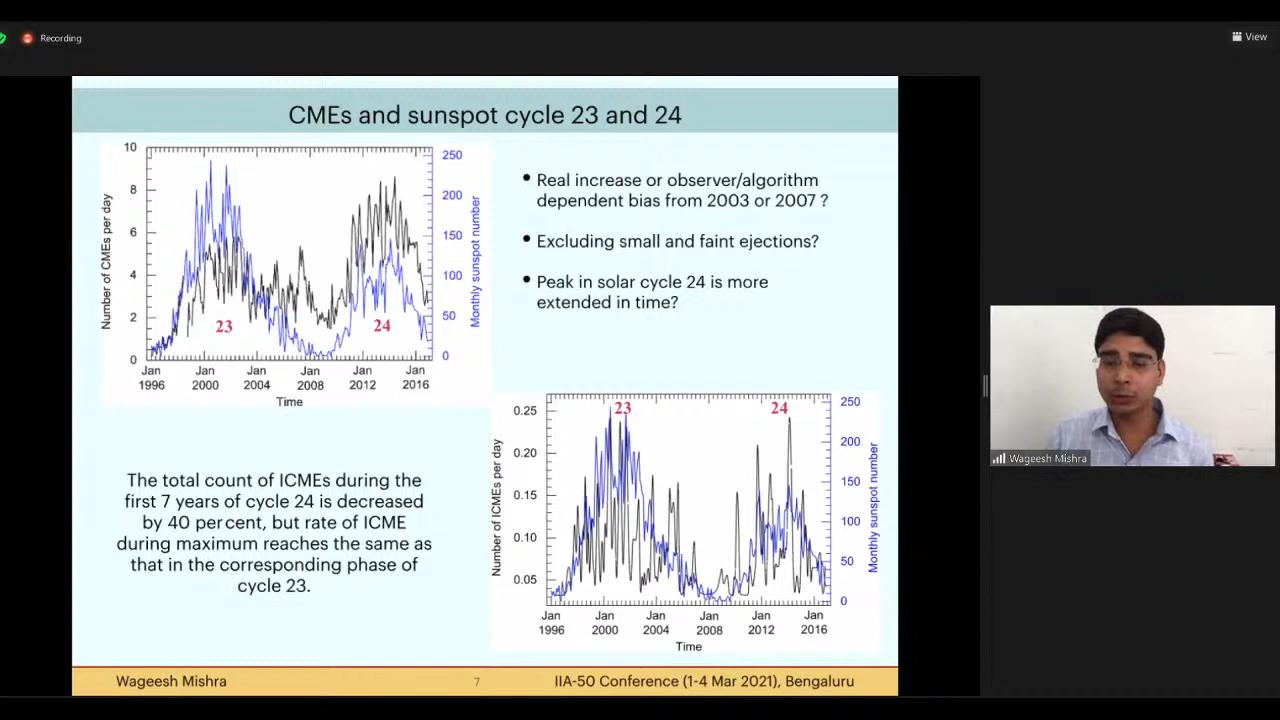 Recording
View
CMEs and sunspot cycle 23 and 24
10
8
6
4
2
0
Number of CMEs per day
250
200
150
100
50
0
Monthly sunspot number
23
24
Jan Jan Jan Jan Jan Jan
1996 2000 2004 2008 2012 2016
Time
• Real increase or observer/algorithm
dependent bias from 2003 or 2007 ?
• Excluding small and faint ejections?
• Peak in solar cycle 24 is more
extended in time?
The total count of ICMEs during the
first 7 years of cycle 24 is decreased
by 40 percent, but rate of ICME
during maximum reaches the same as
that in the corresponding phase of
cycle 23.
0.25
0.20
0.15
0.10
0.05
Number of ICMEs per day
23
24
250
200
150
100
50
0
Monthly sunspot number
Jan Jan Jan Jan Jan Jan
1996 2000 2004 2008 2012 2016
Time
Wageesh Mishra
Wageesh Mishra 7 IIA-50 Conference (1-4 Mar 2021), Bengaluru